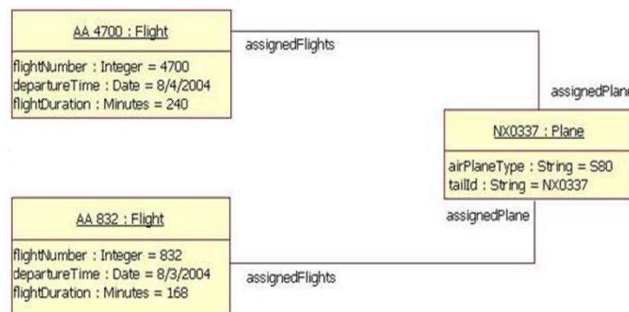 AA 4700 : Flight
flightNumber : Integer = 4700
departureTime : Date = 8/4/2004
flightDuration : Minutes = 240
assignedFlights
assignedPlane
NX0337 : Plane
airPlaneType : String = S80
tailId : String = NX0337
assignedPlane
AA 832 : Flight
flightNumber : Integer = 832
departureTime : Date = 8/3/2004
flightDuration : Minutes = 168
assignedFlights